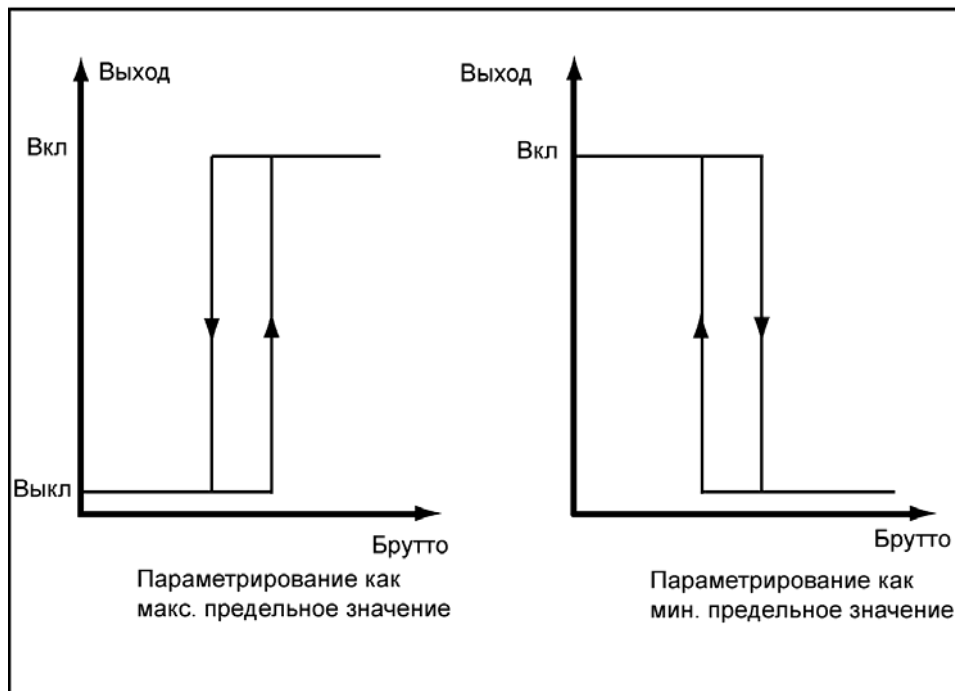 Выход
Вкл
Выкл
Брутто
Параметрирование как
макс. предельное значение
Выход
Вкл
Брутто
Параметрирование как
мин. предельное значение